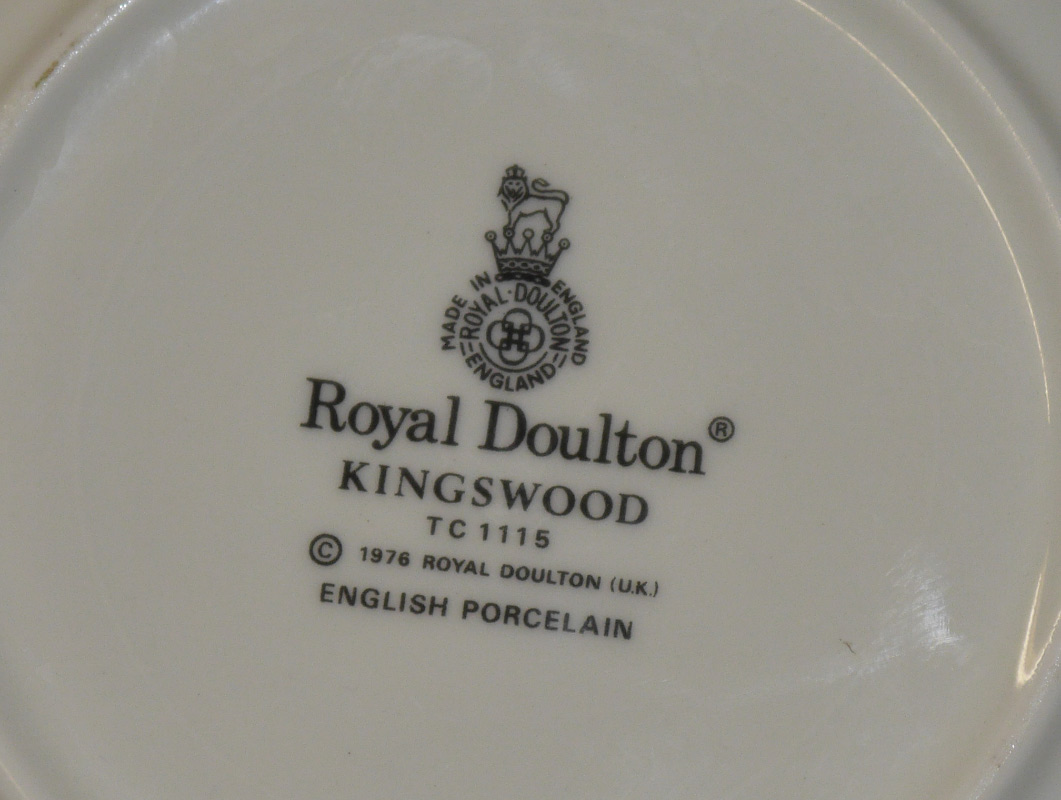 MADE IN ENGLAND
ROYAL·DOULTON
ENGLAND
Royal Doulton®
KINGSWOOD
TC 1115
© 1976 ROYAL DOULTON (U.K.)
ENGLISH PORCELAIN